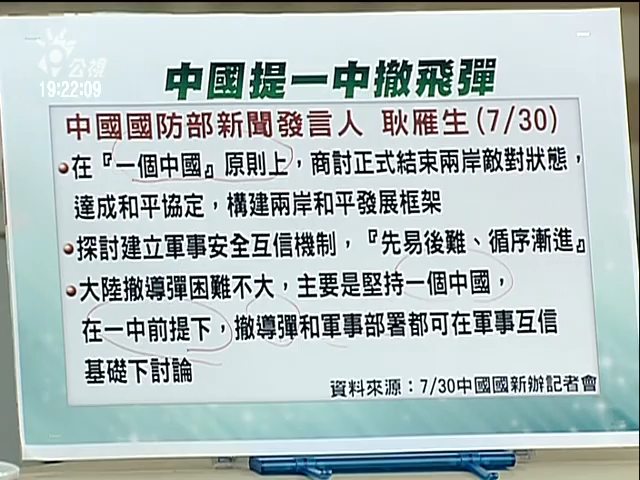 公視
19:22:09
中國提一中撤飛彈
中國國防部新聞發言人 耿雁生(7/30)
•在『一個中國』原則上，商討正式結束兩岸敵對狀態，
達成和平協定，構建兩岸和平發展框架
•探討建立軍事安全互信機制，『先易後難、循序漸進』
•大陸撤導彈困難不大，主要是堅持一個中國，
在一中前提下，撤導彈和軍事部署都可在軍事互信
基礎下討論
資料來源：7/30中國國新辦記者會